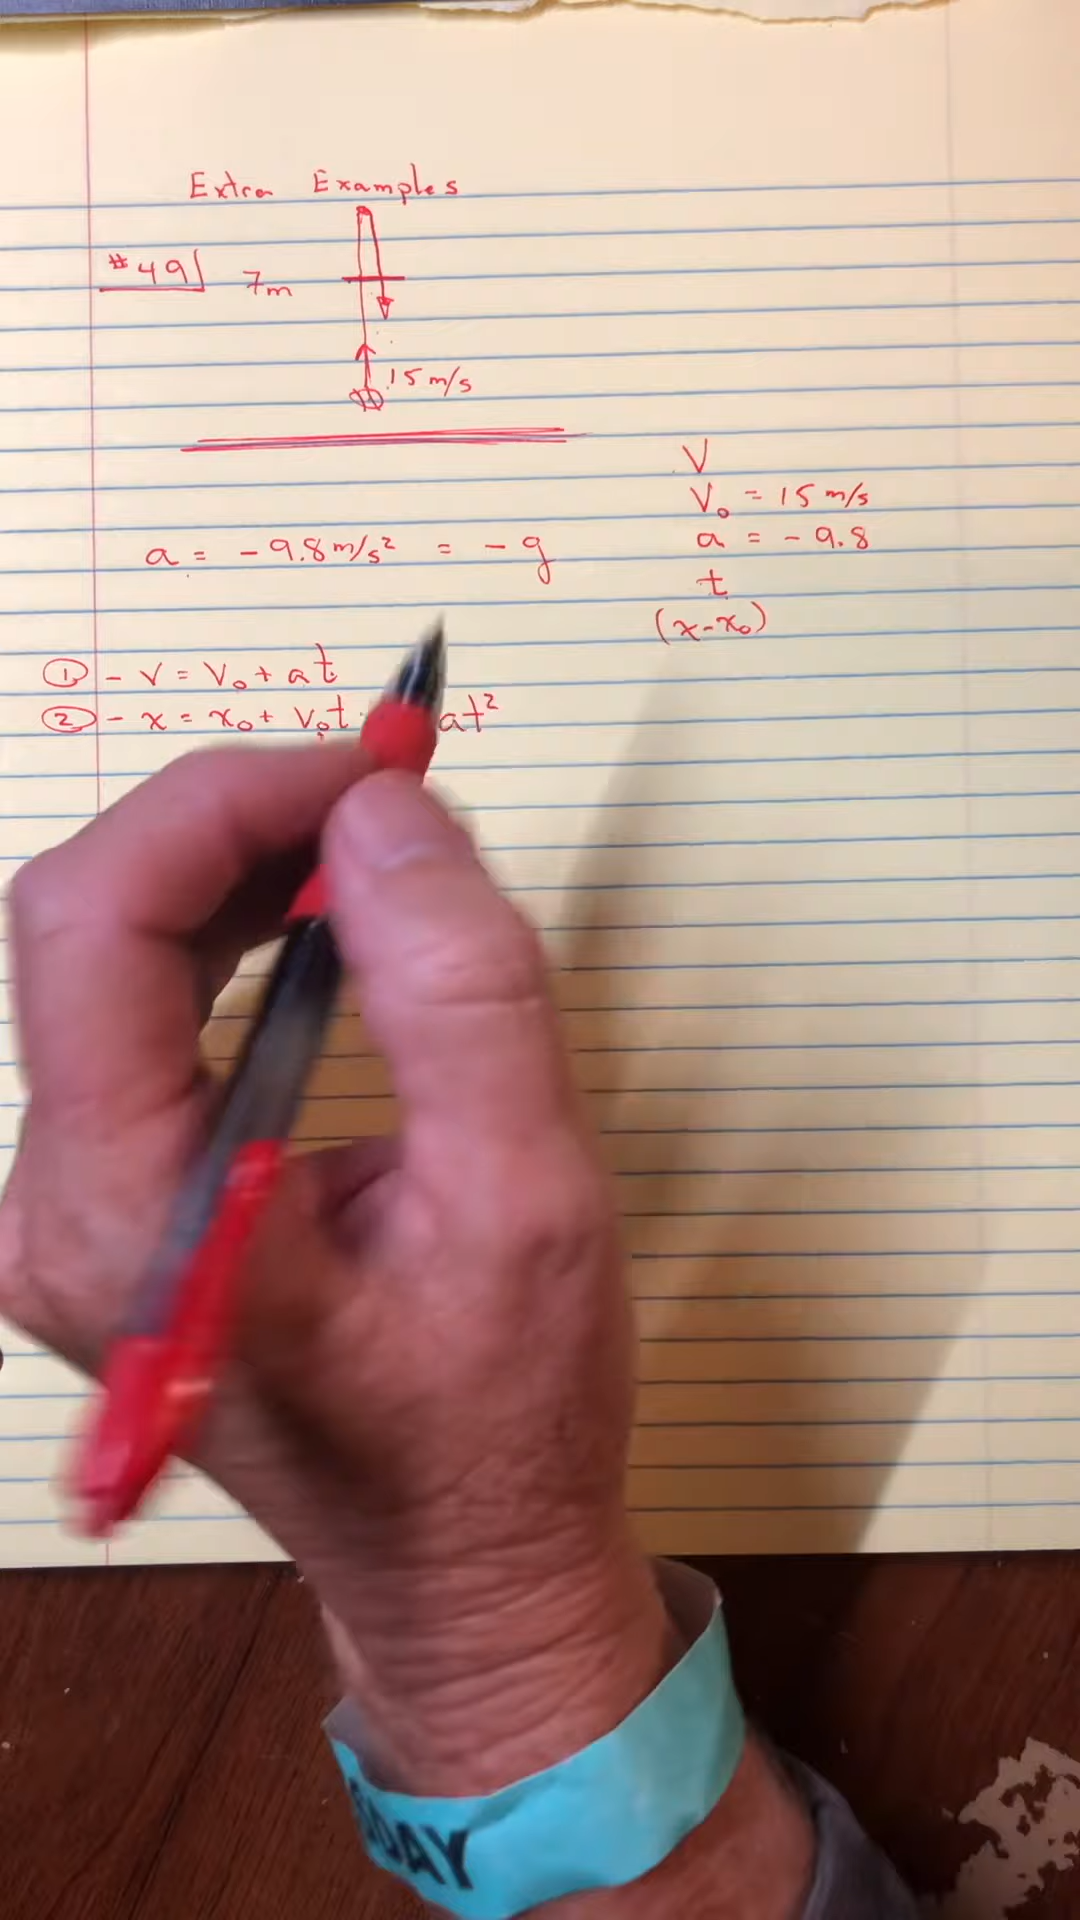 Extra Examples
#49 7m
15 m/s
V
V₀ = 15 m/s
a = -9.8 m/s² = -g
a = -9.8
t
(x-x₀)
① - v = v₀ + at
② - x = x₀ + v₀t at²
DAY